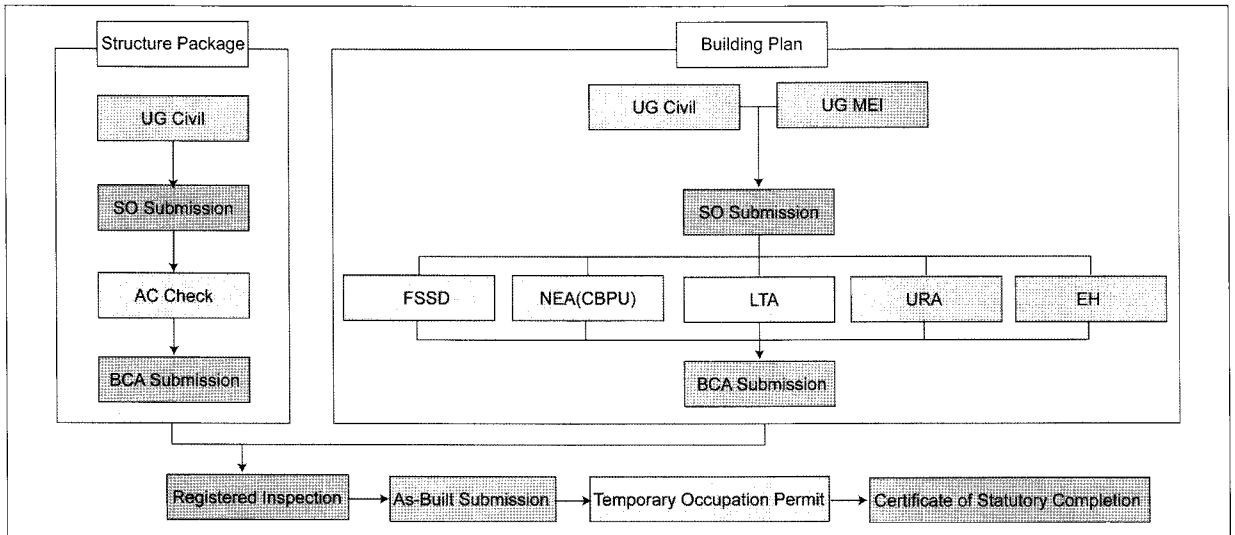 Structure Package
UG Civil
SO Submission
AC Check
BCA Submission
Building Plan
UG Civil
UG MEI
SO Submission
FSSD
NEA(CBPU)
LTA
URA
EH
BCA Submission
Registered Inspection
As-Built Submission
Temporary Occupation Permit
Certificate of Statutory Completion